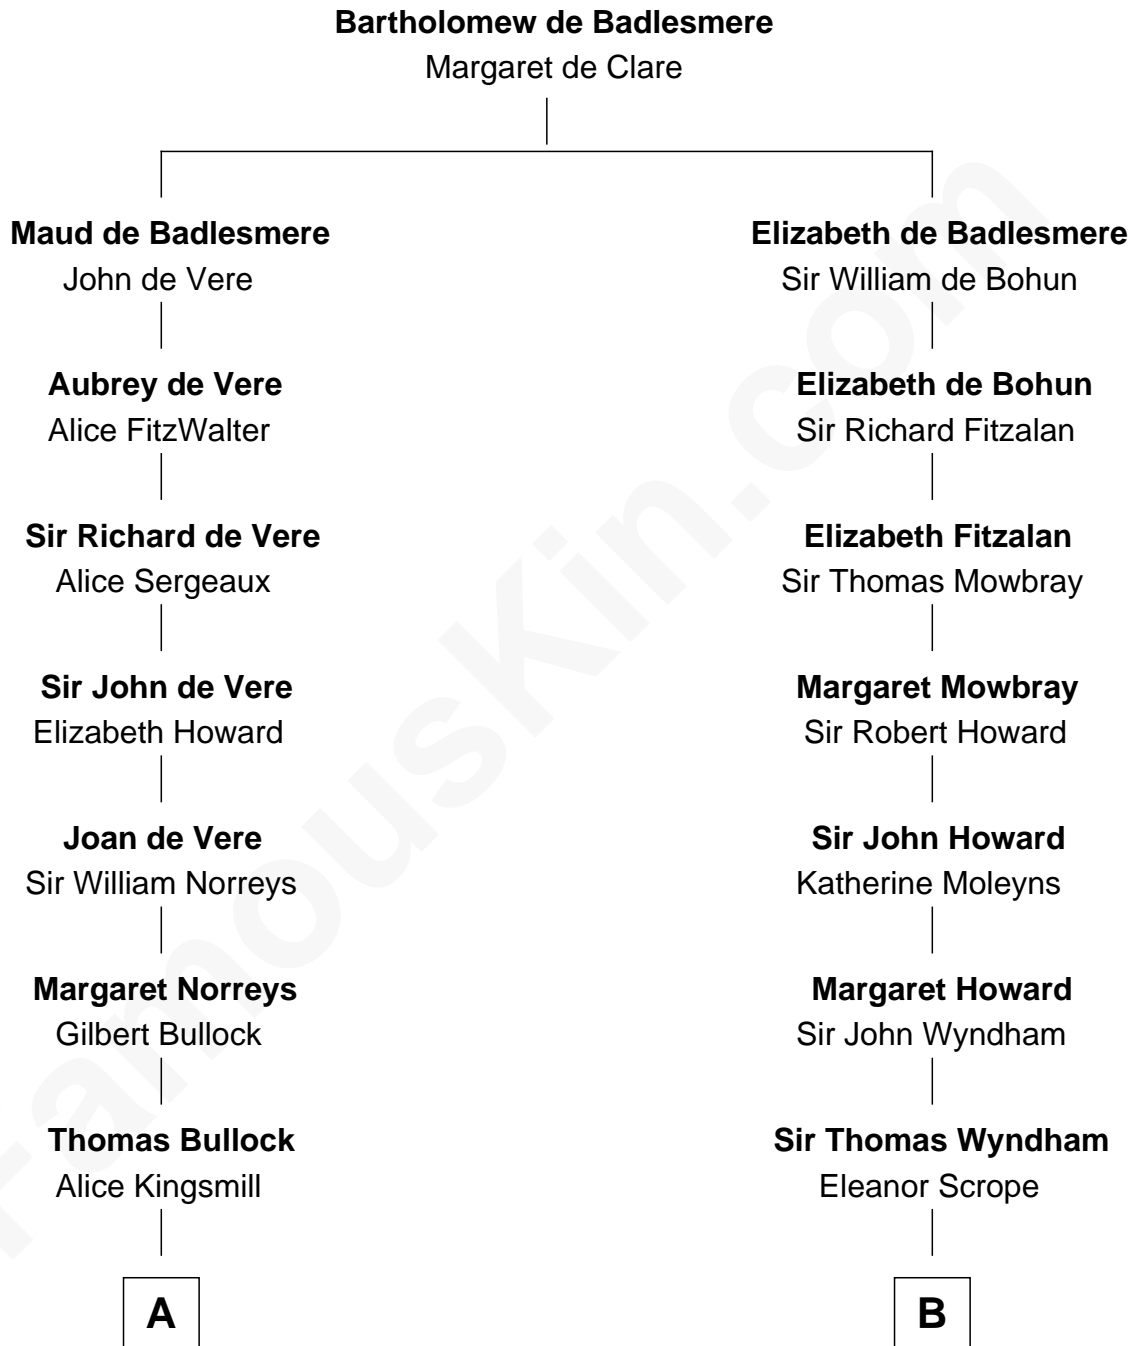 Bartholomew de Badlesmere
Margaret de Clare
Maud de Badlesmere
John de Vere
Elizabeth de Badlesmere
Sir William de Bohun
Aubrey de Vere
Alice FitzWalter
Elizabeth de Bohun
Sir Richard Fitzalan
Sir Richard de Vere
Alice Sergeaux
Elizabeth Fitzalan
Sir Thomas Mowbray
Sir John de Vere
Elizabeth Howard
Margaret Mowbray
Sir Robert Howard
Joan de Vere
Sir William Norreys
Sir John Howard
Katherine Moleyns
Margaret Norreys
Gilbert Bullock
Margaret Howard
Sir John Wyndham
Thomas Bullock
Alice Kingsmill
Sir Thomas Wyndham
Eleanor Scrope
A
B
FamousKin.com